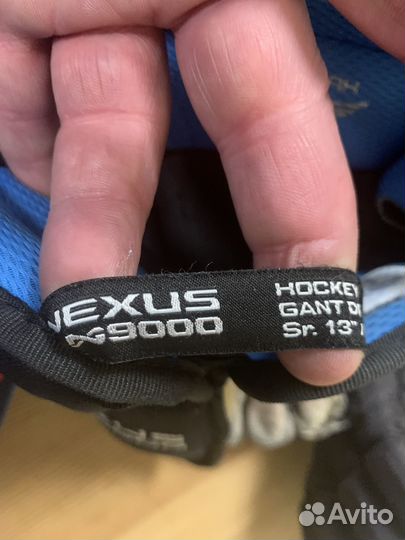 NEXUS
N9000
HOCKEY
GANT D
Sr. 13"
Avito